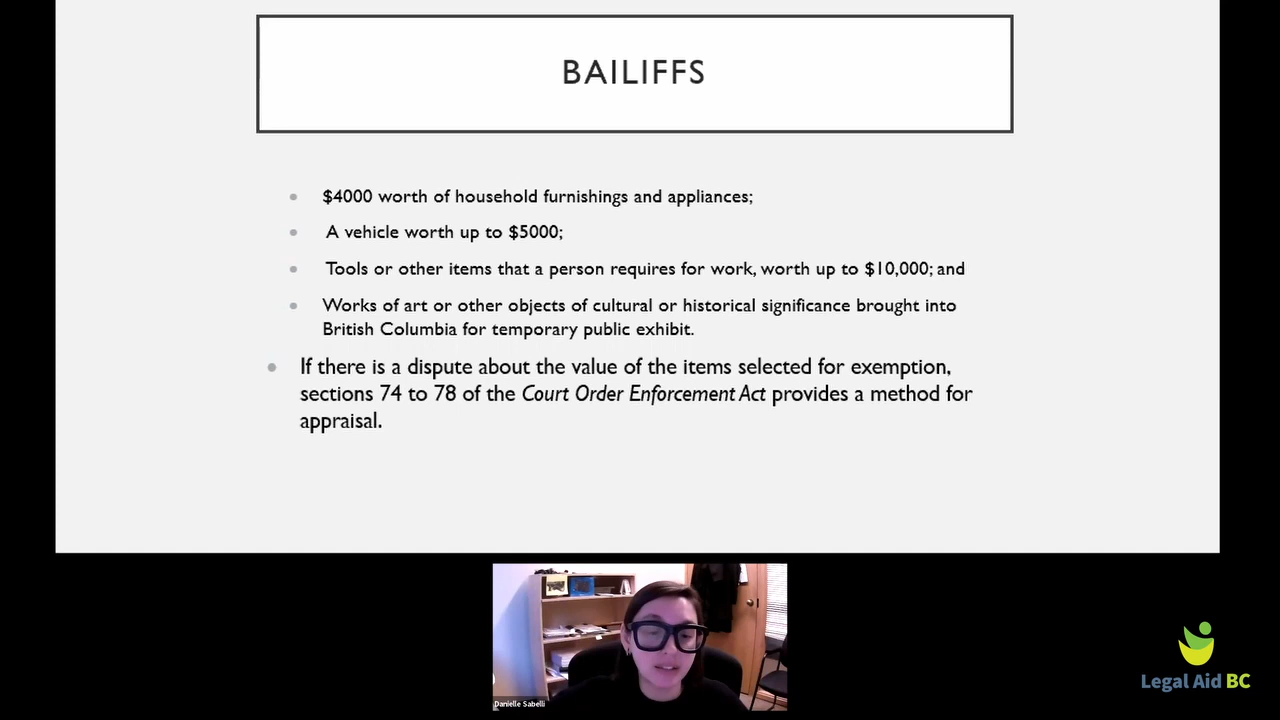 BAILIFFS
$4000 worth of household furnishings and appliances;
A vehicle worth up to $5000;
Tools or other items that a person requires for work, worth up to $10,000; and
Works of art or other objects of cultural or historical significance brought into
British Columbia for temporary public exhibit.
If there is a dispute about the value of the items selected for exemption,
sections 74 to 78 of the Court Order Enforcement Act provides a method for
appraisal.
Danielle Sabelli
Legal Aid BC